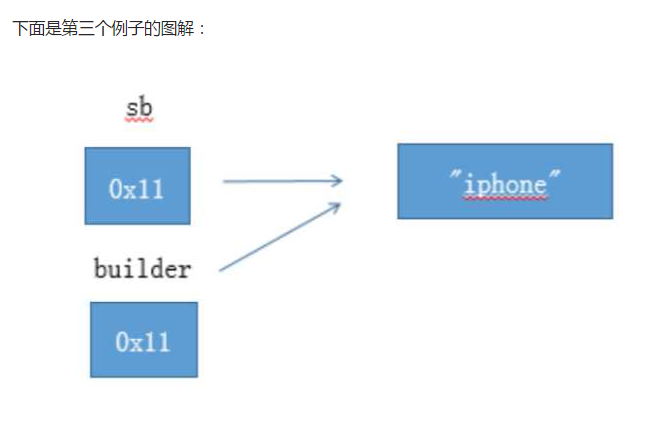 下面是第三个例子的图解：
sb
0x11
"iphone"
builder
0x11